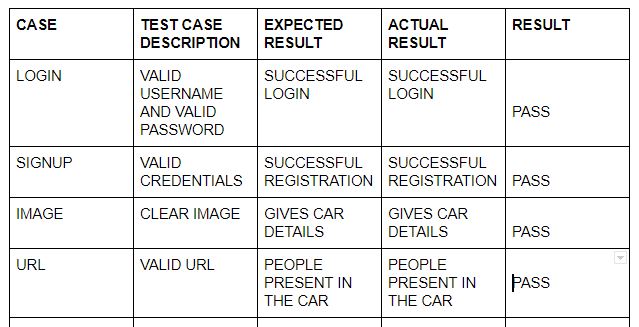 CASE
TEST CASE DESCRIPTION
EXPECTED RESULT
ACTUAL RESULT
RESULT
LOGIN
VALID
USERNAME
AND VALID
PASSWORD
SUCCESSFUL
LOGIN
SUCCESSFUL
LOGIN
PASS
SIGNUP
VALID
CREDENTIALS
SUCCESSFUL
REGISTRATION
SUCCESSFUL
REGISTRATION
PASS
IMAGE
CLEAR IMAGE
GIVES CAR
DETAILS
GIVES CAR
DETAILS
PASS
URL
VALID URL
PEOPLE
PRESENT IN
THE CAR
PEOPLE
PRESENT IN
THE CAR
PASS